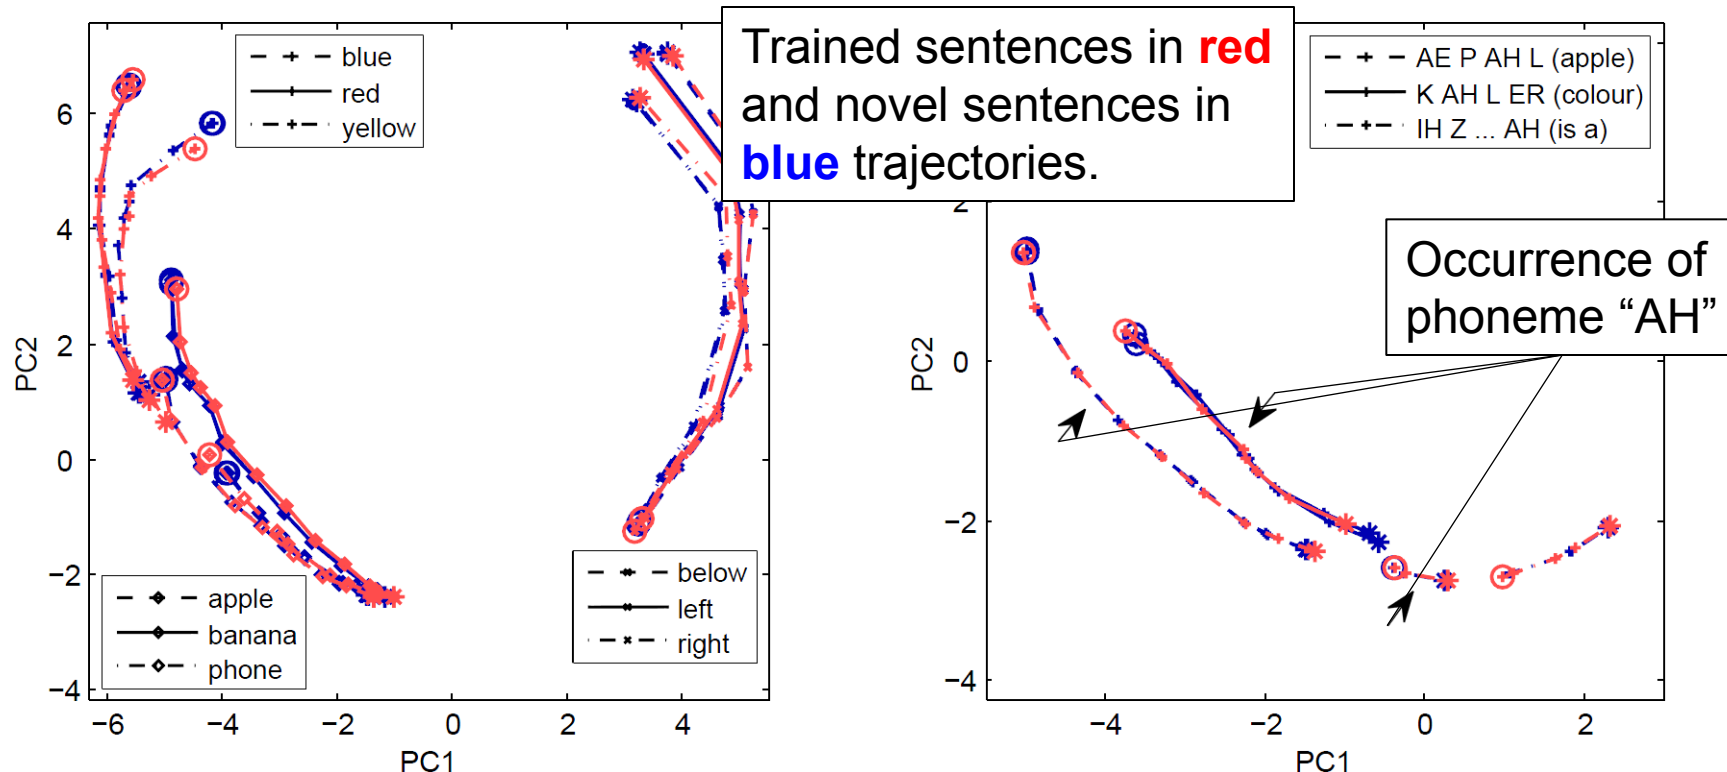 blue
red
yellow
Trained sentences in red
and novel sentences in
blue trajectories.
AE P AH L (apple)
K AH L ER (colour)
IH Z ... AH (is a)
Occurrence of
phoneme “AH”
6
4
2
0
−2
−4
PC2
apple
banana
phone
below
left
right
−6
−4
−2
0
2
4
PC1
2
0
−2
−4
PC2
−4
−2
0
2
PC1